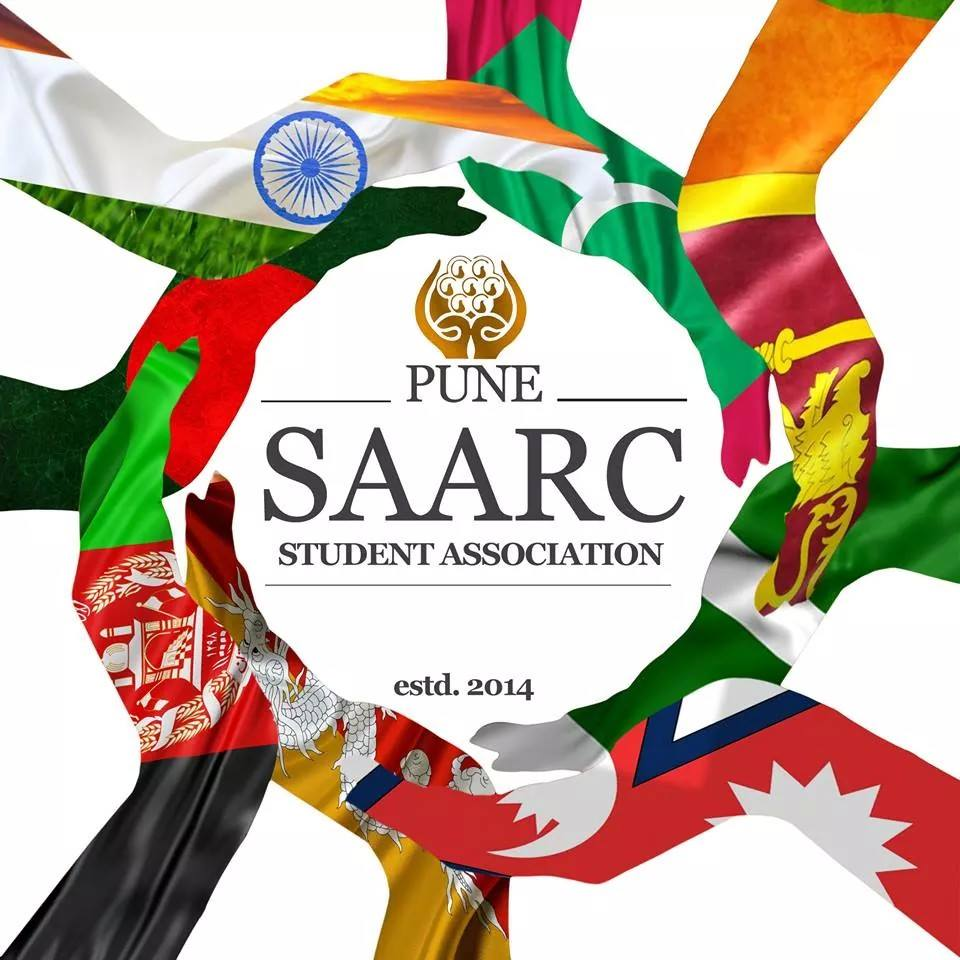 PUNE
SAARC
STUDENT ASSOCIATION
estd. 2014